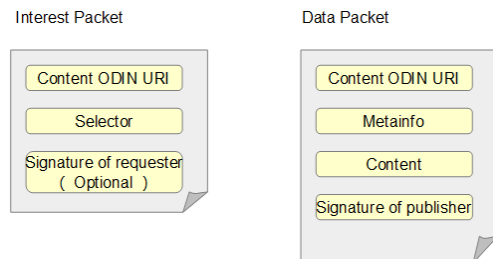 Interest Packet
Content ODIN URI
Selector
Signature of requester
( Optional )
Data Packet
Content ODIN URI
Metainfo
Content
Signature of publisher